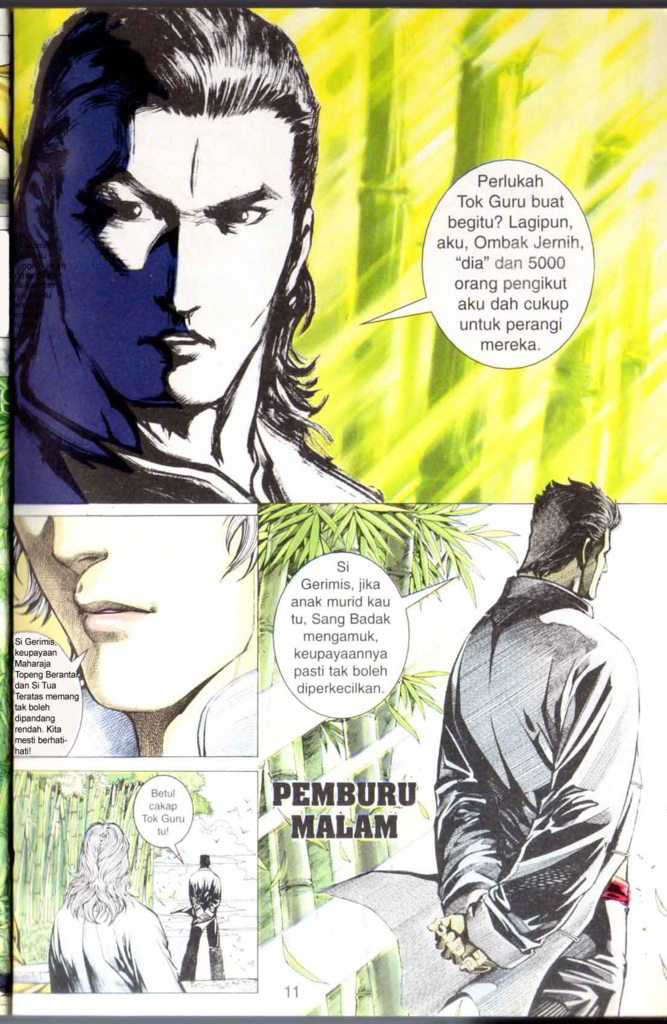 Perlukah
Tok Guru buat
begitu? Lagipun,
aku, Ombak Jernih,
“dia” dan 5000
orang pengikut
aku dah cukup
untuk perangi
mereka.
Si
Gerimis, jika
anak murid kau
tu, Sang Badak
mengamuk,
keupayaannya
pasti tak boleh
diperkecilkan.
Si Gerimis,
keupayaan
Maharaja
Topeng Beranta
dan Si Tua
Teratas memang
tak boleh
dipandang
rendah. Kita
mesti berhati-
hati!
Betul
cakap
Tok Guru
tu!
PEMBURU
MALAM
11